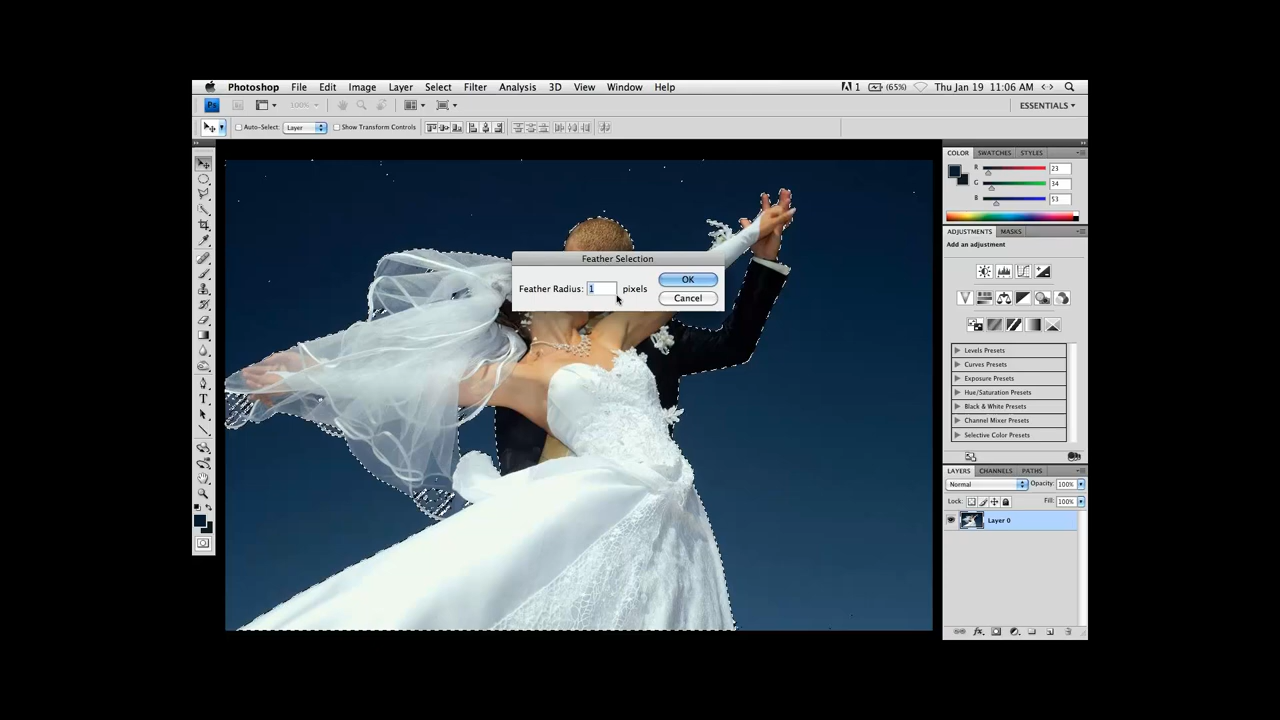 Photoshop File Edit Image Layer Select Filter Analysis 3D View Window Help 1 (65%) Thu Jan 19 11:06 AM
Ps 100% ESSENTIALS
Auto-Select: Layer Show Transform Controls
COLOR SWATCHES STYLES
R 23
G 34
B 53
ADJUSTMENTS MASKS
Add an adjustment
Feather Selection
Feather Radius: 1 pixels
OK
Cancel
Levels Presets
Curves Presets
Exposure Presets
Hue/Saturation Presets
Black & White Presets
Channel Mixer Presets
Selective Color Presets
LAYERS CHANNELS PATHS
Normal Opacity: 100%
Lock: Fill: 100%
Layer 0